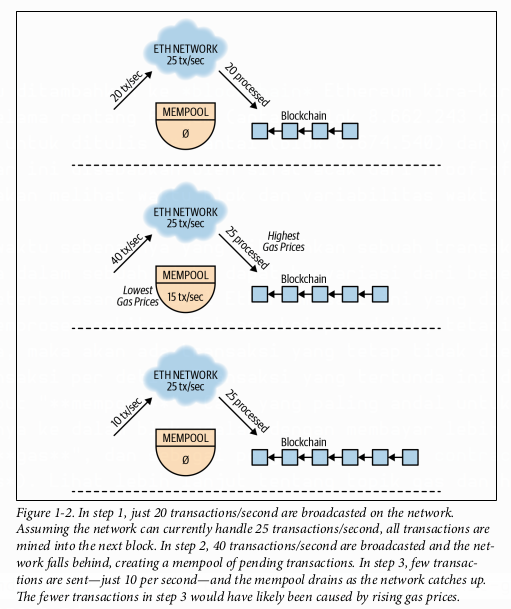 ETH NETWORK
25 tx/sec
20 tx/sec
20 processed
MEMPOOL
Ø
Blockchain
ETH NETWORK
25 tx/sec
40 tx/sec
25 processed
Highest
Gas Prices
Lowest
Gas Prices
MEMPOOL
15 tx/sec
Blockchain
ETH NETWORK
25 tx/sec
10 tx/sec
25 processed
MEMPOOL
Ø
Blockchain
Figure 1-2. In step 1, just 20 transactions/second are broadcasted on the network.
Assuming the network can currently handle 25 transactions/second, all transactions are
mined into the next block. In step 2, 40 transactions/second are broadcasted and the net-
work falls behind, creating a mempool of pending transactions. In step 3, few transac-
tions are sent—just 10 per second—and the mempool drains as the network catches up.
The fewer transactions in step 3 would have likely been caused by rising gas prices.